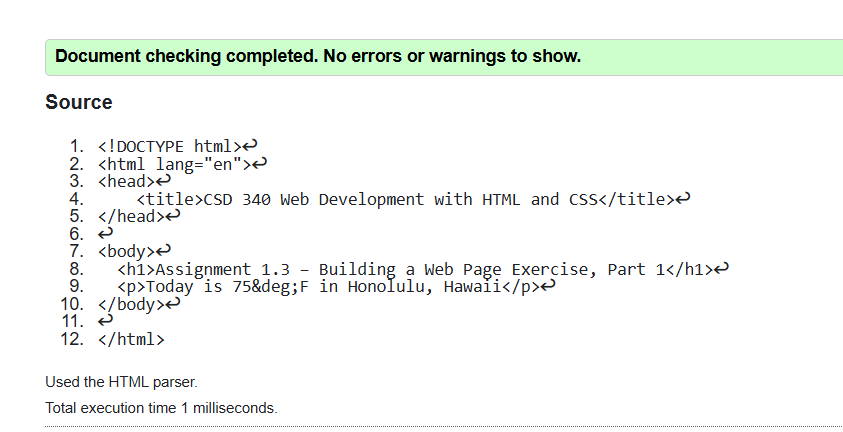 Document checking completed. No errors or warnings to show.
Source
1. <!DOCTYPE html>↩
2. <html lang="en">↩
3. <head>↩
4.     <title>CSD 340 Web Development with HTML and CSS</title>↩
5. </head>↩
6. ↩
7. <body>↩
8.   <h1>Assignment 1.3 – Building a Web Page Exercise, Part 1</h1>↩
9.   <p>Today is 75&deg;F in Honolulu, Hawaii</p>↩
10. </body>↩
11. ↩
12. </html>
Used the HTML parser.
Total execution time 1 milliseconds.